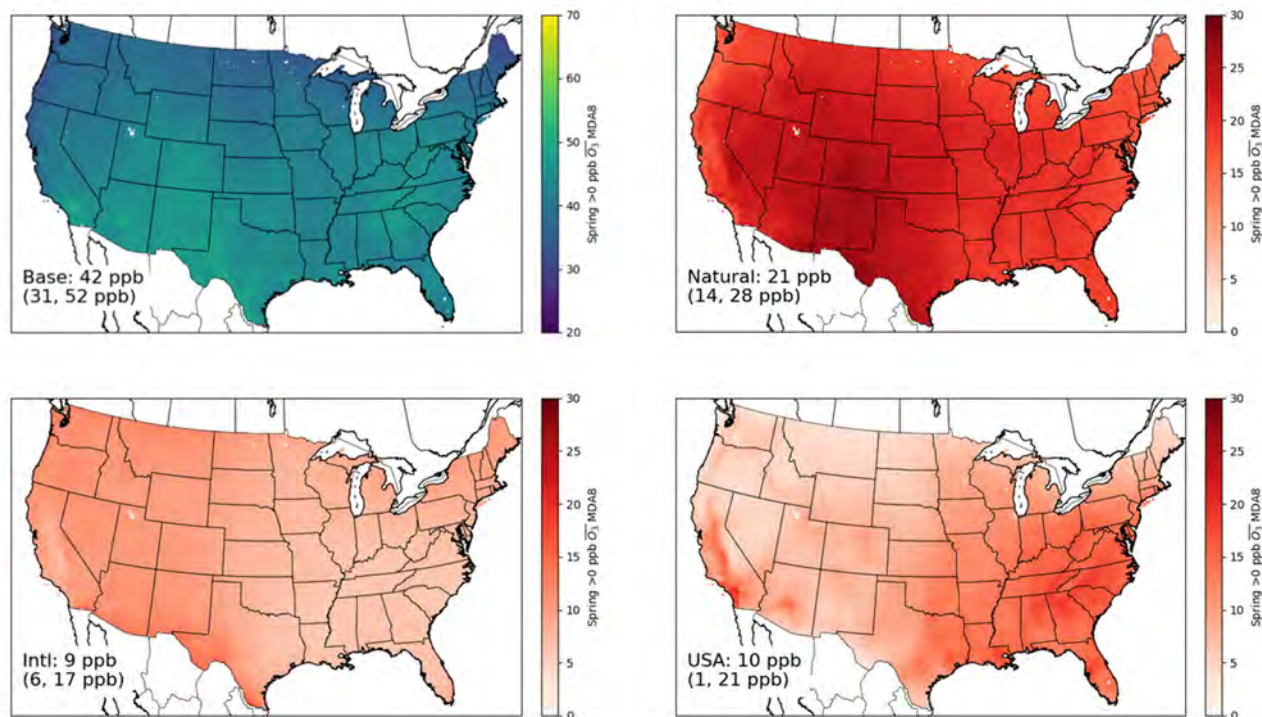 70
60
50
40
30
20
Spring >0 ppb O₃ MDA8
Base: 42 ppb
(31, 52 ppb)
30
25
20
15
10
5
0
Spring >0 ppb O₃ MDA8
Natural: 21 ppb
(14, 28 ppb)
30
25
20
15
10
5
0
Spring >0 ppb O₃ MDA8
Intl: 9 ppb
(6, 17 ppb)
30
25
20
15
10
5
0
Spring >0 ppb O₃ MDA8
USA: 10 ppb
(1, 21 ppb)